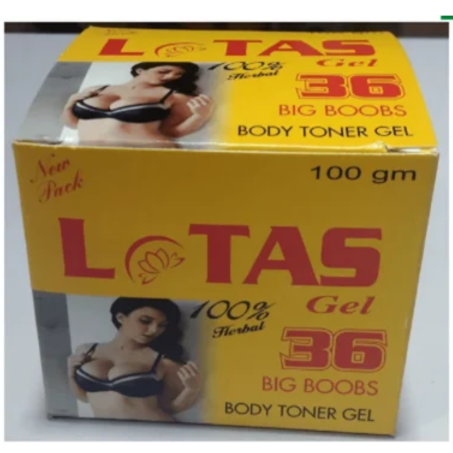 LOTAS
100%
Herbal
Gel
36
BIG BOOBS
BODY TONER GEL
New
Pack
100 gm
LOTAS
100%
Herbal
Gel
36
BIG BOOBS
BODY TONER GEL